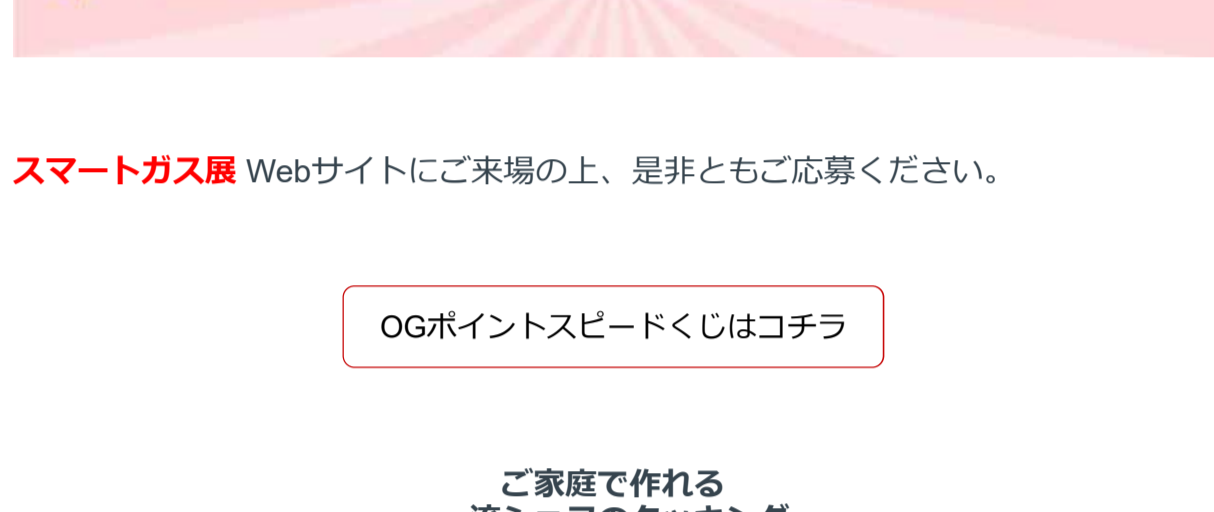 スマートガス展 Webサイトにご来場の上、是非ともご応募ください。
OGポイントスピードくじはコチラ
ご家庭で作れる